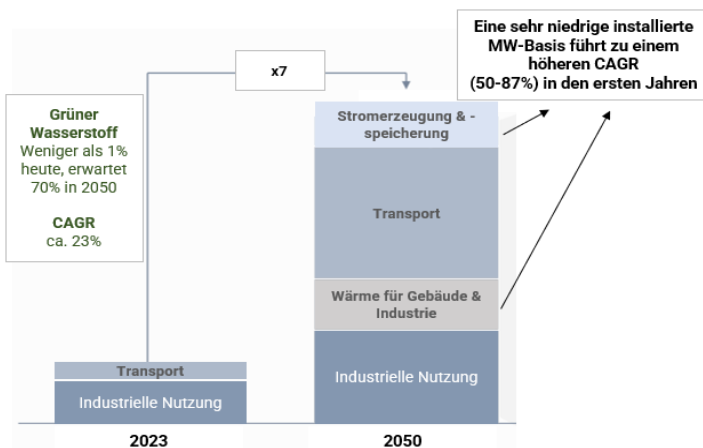 Eine sehr niedrige installierte
MW-Basis führt zu einem
höheren CAGR
(50-87%) in den ersten Jahren
x7
Grüner
Wasserstoff
Weniger als 1%
heute, erwartet
70% in 2050
CAGR
ca. 23%
Stromerzeugung & -
speicherung
Transport
Wärme für Gebäude &
Industrie
Industrielle Nutzung
Transport
Industrielle Nutzung
2023
2050